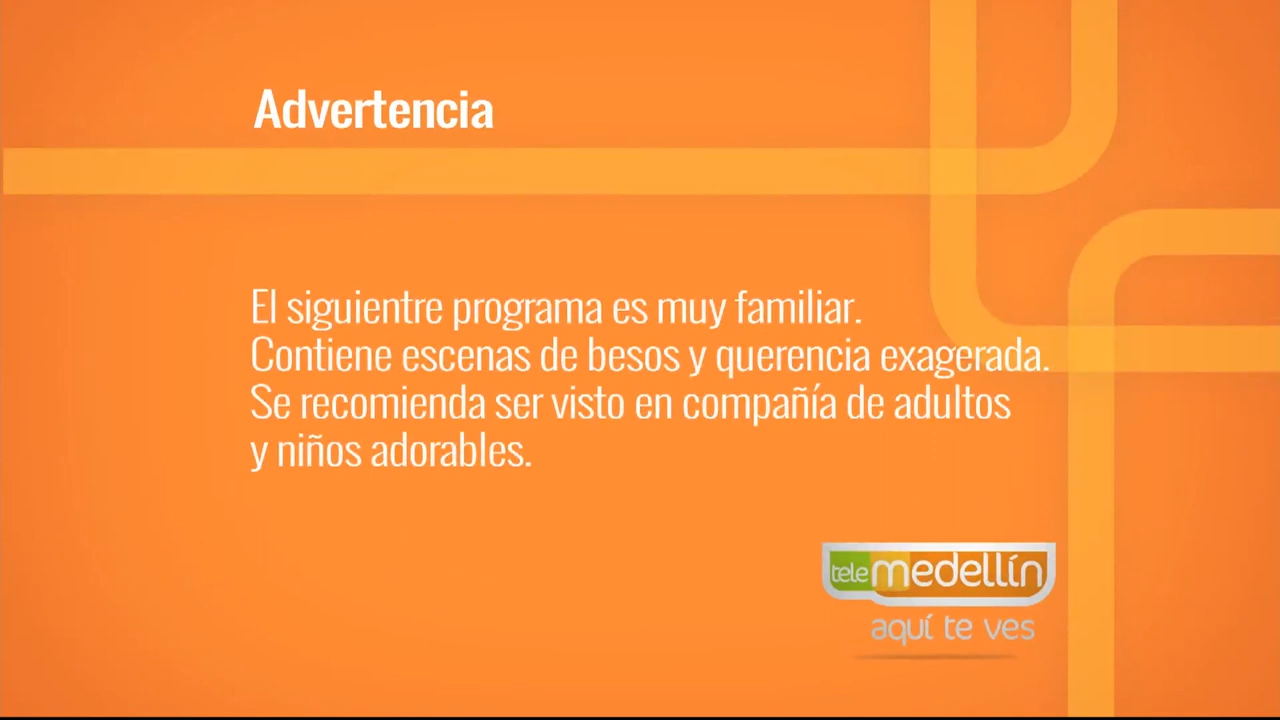 Advertencia
El siguientre programa es muy familiar.
Contiene escenas de besos y querencia exagerada.
Se recomienda ser visto en compañía de adultos
y niños adorables.
tele medellín
aquí te ves